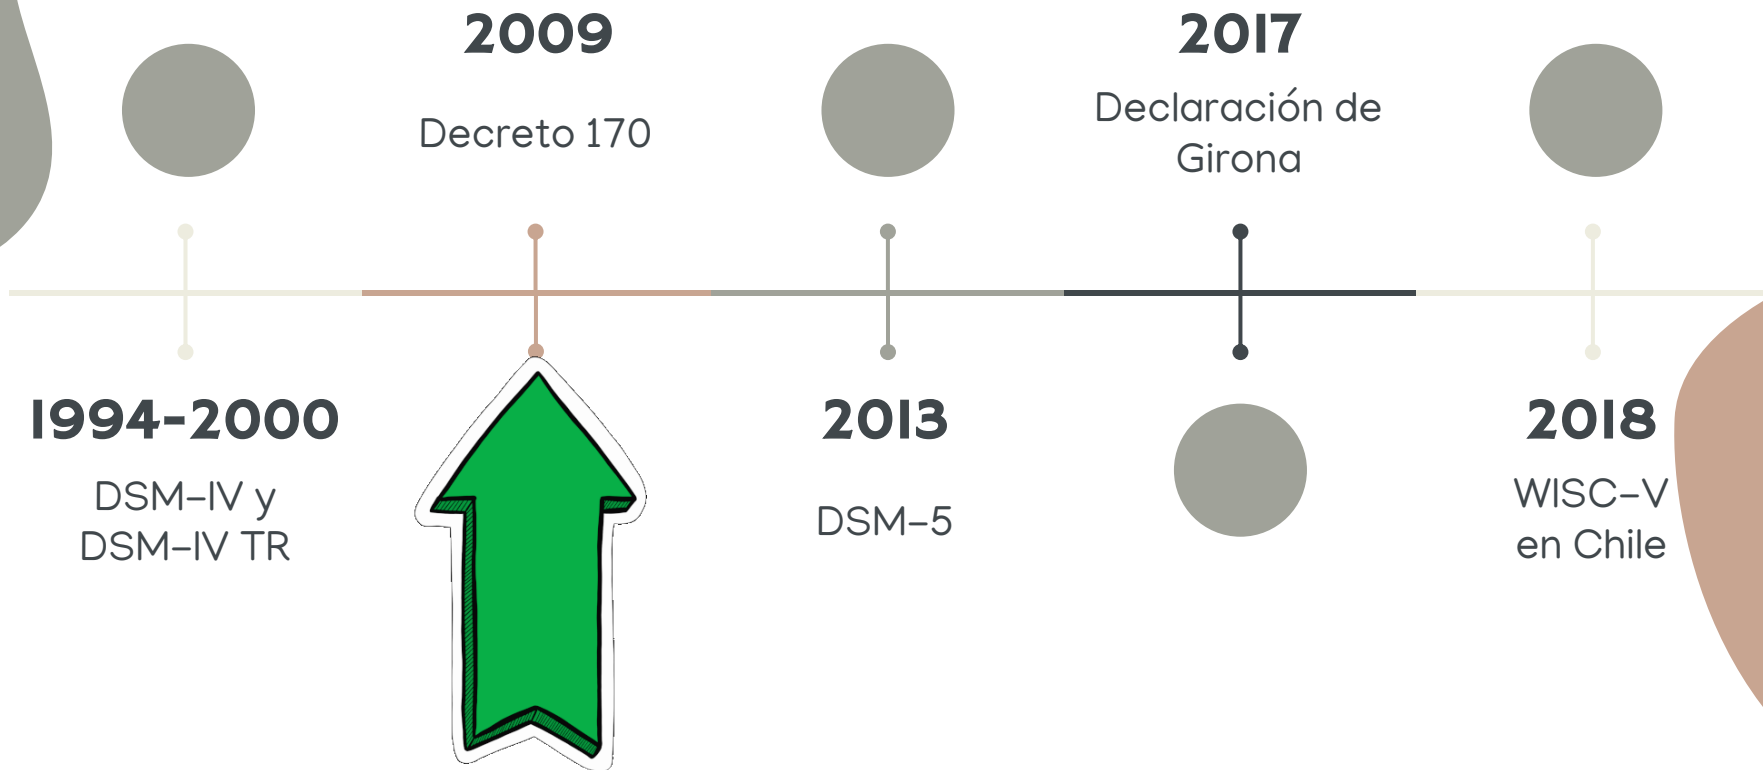 1994-2000
DSM-IV y
DSM-IV TR
2009
Decreto 170
2013
DSM-5
2017
Declaración de
Girona
2018
WISC-V
en Chile